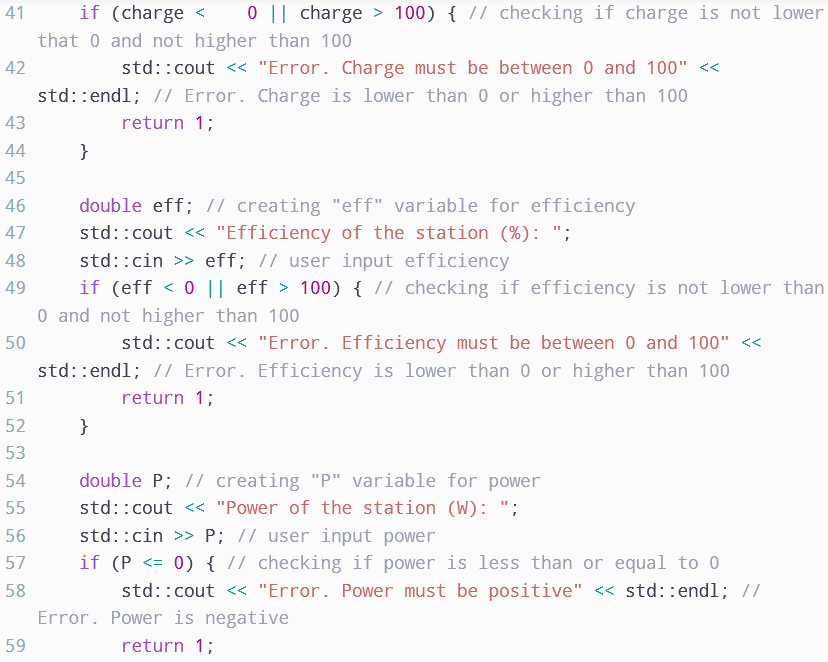 41     if (charge <    0 || charge > 100) { // checking if charge is not lower
that 0 and not higher than 100
42         std::cout << "Error. Charge must be between 0 and 100" <<
std::endl; // Error. Charge is lower than 0 or higher than 100
43         return 1;
44     }
45
46     double eff; // creating "eff" variable for efficiency
47     std::cout << "Efficiency of the station (%): ";
48     std::cin >> eff; // user input efficiency
49     if (eff < 0 || eff > 100) { // checking if efficiency is not lower than
0 and not higher than 100
50         std::cout << "Error. Efficiency must be between 0 and 100" <<
std::endl; // Error. Efficiency is lower than 0 or higher than 100
51         return 1;
52     }
53
54     double P; // creating "P" variable for power
55     std::cout << "Power of the station (W): ";
56     std::cin >> P; // user input power
57     if (P <= 0) { // checking if power is less than or equal to 0
58         std::cout << "Error. Power must be positive" << std::endl; //
Error. Power is negative
59         return 1;